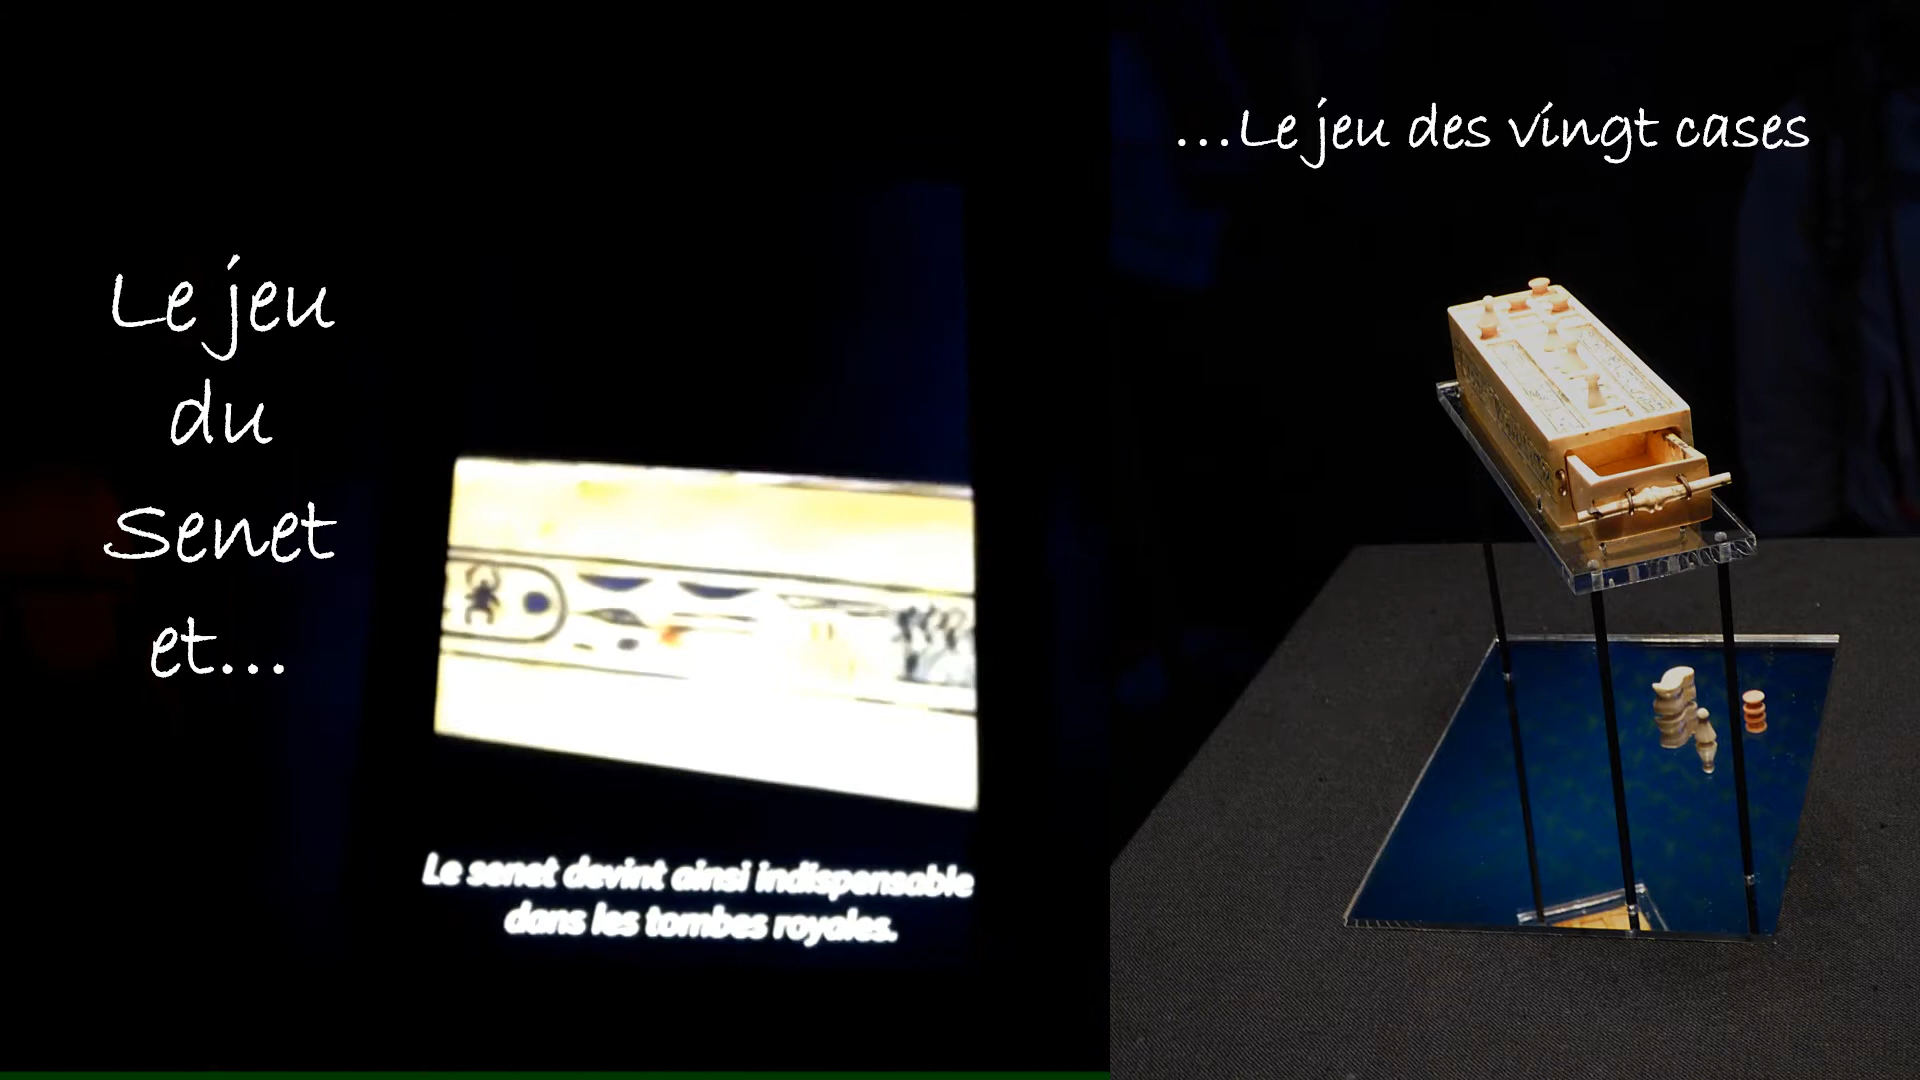 Le jeu
du
Senet
et...
...Le jeu des vingt cases
Le senet devint ainsi indispensable
dans les tombes royales.